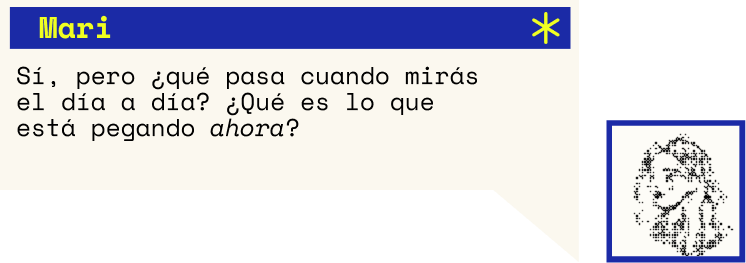 Mari
Sí, pero ¿qué pasa cuando mirás
el día a día? ¿Qué es lo que
está pegando ahora?